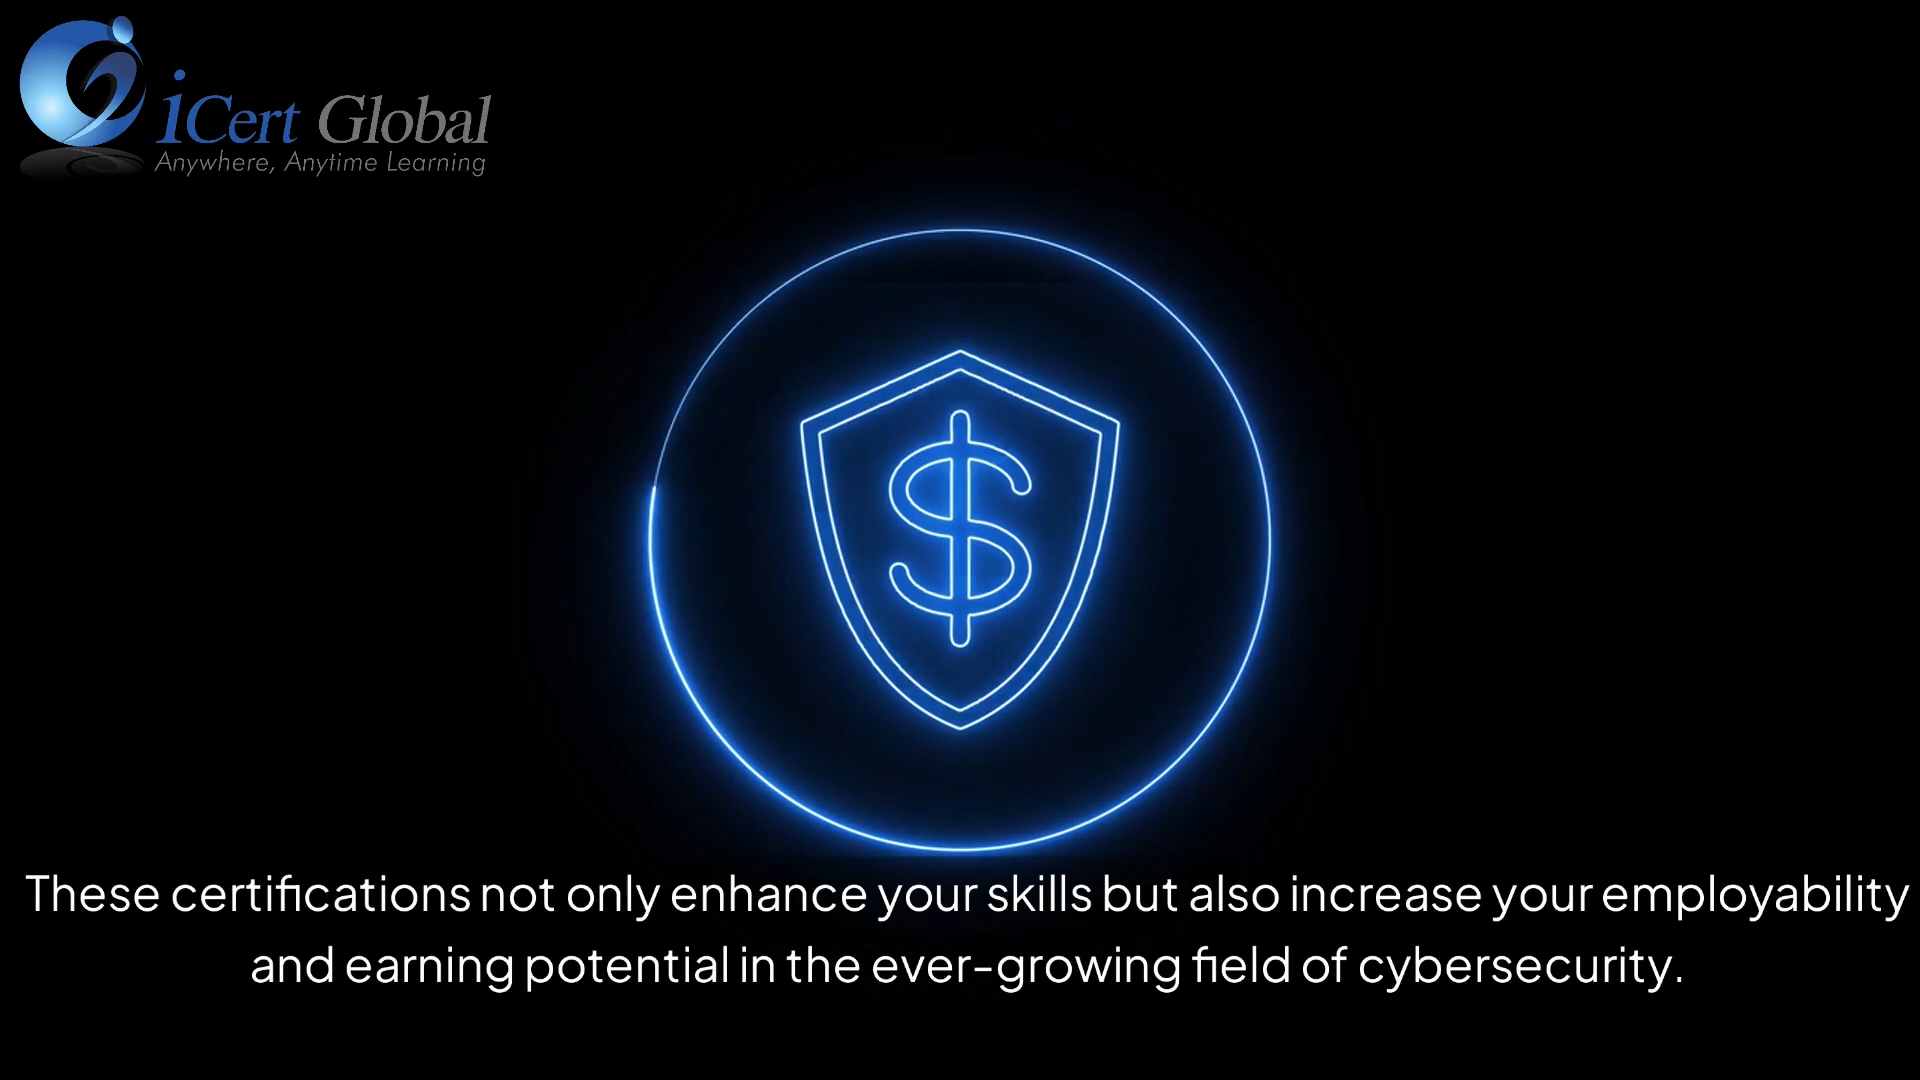 iCert Global
Anywhere, Anytime Learning
$
These certifications not only enhance your skills but also increase your employability
and earning potential in the ever-growing field of cybersecurity.